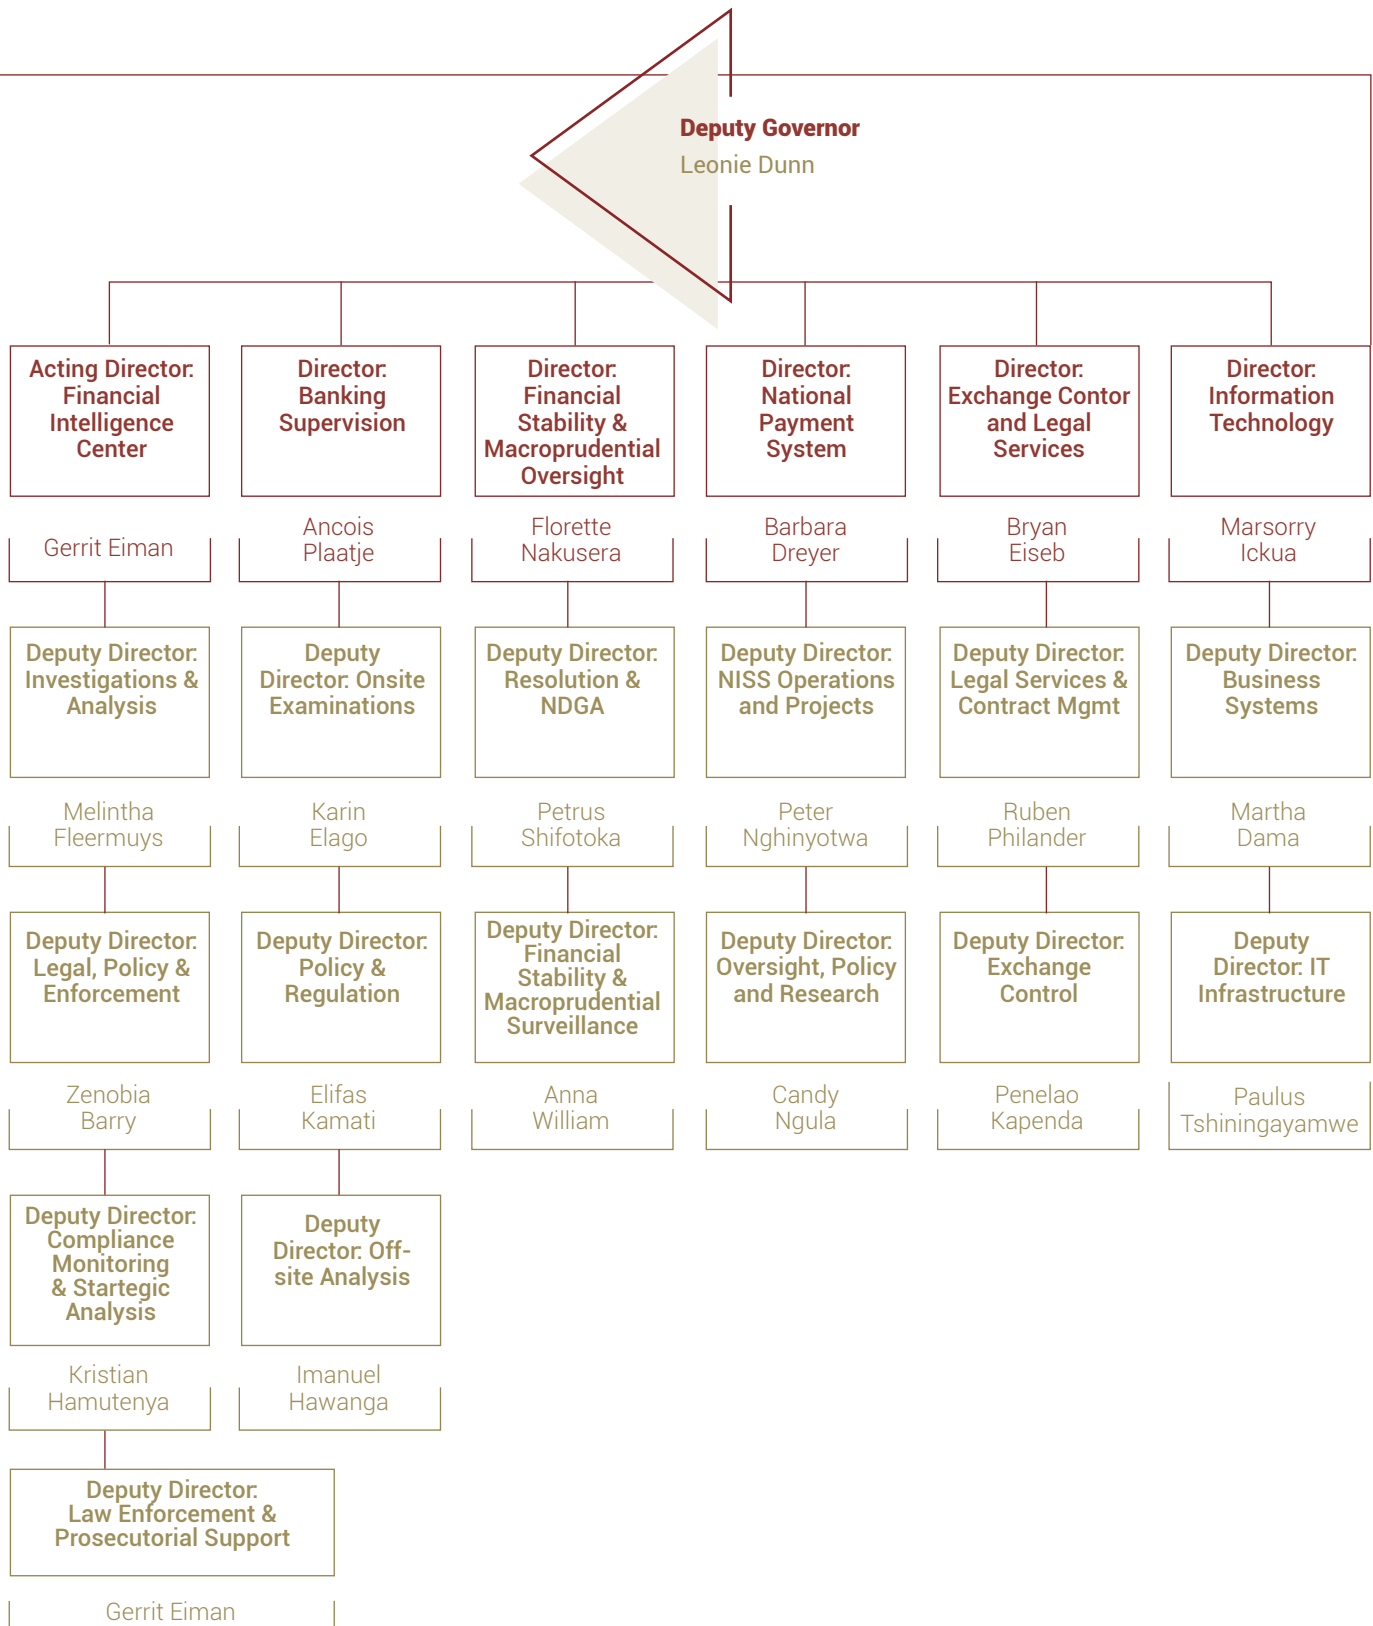 Deputy Governor
Leonie Dunn
Acting Director:
Financial
Intelligence
Center
Gerrit Eiman
Deputy Director:
Investigations &
Analysis
Melintha
Fleermuys
Deputy Director:
Legal, Policy &
Enforcement
Zenobia
Barry
Deputy Director:
Compliance
Monitoring
& Startegic
Analysis
Kristian
Hamutenya
Deputy Director:
Law Enforcement &
Prosecutorial Support
Gerrit Eiman
Director:
Banking
Supervision
Ancois
Plaatje
Deputy
Director: Onsite
Examinations
Karin
Elago
Deputy Director:
Policy &
Regulation
Elifas
Kamati
Deputy
Director: Off-
site Analysis
Imanuel
Hawanga
Director:
Financial
Stability &
Macroprudential
Oversight
Florette
Nakusera
Deputy Director:
Resolution &
NDGA
Petrus
Shifotoka
Deputy Director:
Financial
Stability &
Macroprudential
Surveillance
Anna
William
Director:
National
Payment
System
Barbara
Dreyer
Deputy Director:
NISS Operations
and Projects
Peter
Nghinyotwa
Deputy Director:
Oversight, Policy
and Research
Candy
Ngula
Director:
Exchange Contor
and Legal
Services
Bryan
Eiseb
Deputy Director:
Legal Services &
Contract Mgmt
Ruben
Philander
Deputy Director:
Exchange
Control
Penelao
Kapenda
Director:
Information
Technology
Marsorry
Ickua
Deputy Director:
Business
Systems
Martha
Dama
Deputy
Director: IT
Infrastructure
Paulus
Tshiningayamwe